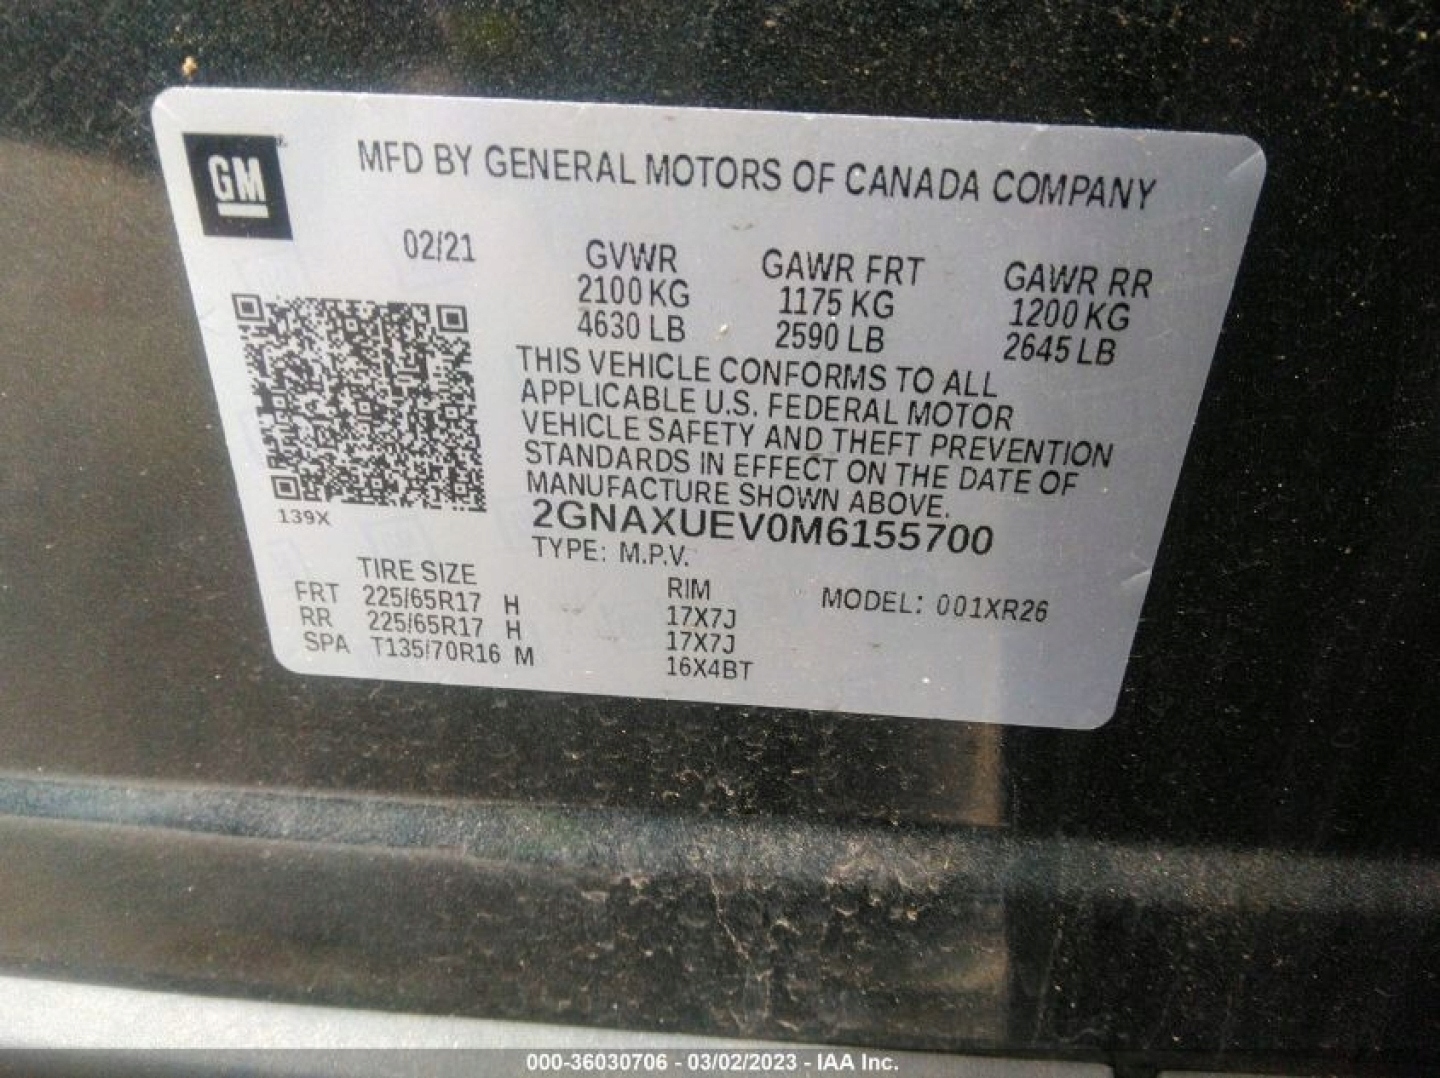 GM®
MFD BY GENERAL MOTORS OF CANADA COMPANY
02/21
GVWR
2100 KG
4630 LB
GAWR FRT
1175 KG
2590 LB
GAWR RR
1200 KG
2645 LB
THIS VEHICLE CONFORMS TO ALL
APPLICABLE U.S. FEDERAL MOTOR
VEHICLE SAFETY AND THEFT PREVENTION
STANDARDS IN EFFECT ON THE DATE OF
MANUFACTURE SHOWN ABOVE.
139X
2GNAXUEV0M6155700
TYPE: M.P.V.
TIRE SIZE RIM
FRT 225/65R17 H 17X7J
RR 225/65R17 H 17X7J
SPA T135/70R16 M 16X4BT
MODEL: 001XR26
000-36030706 - 03/02/2023 - IAA Inc.